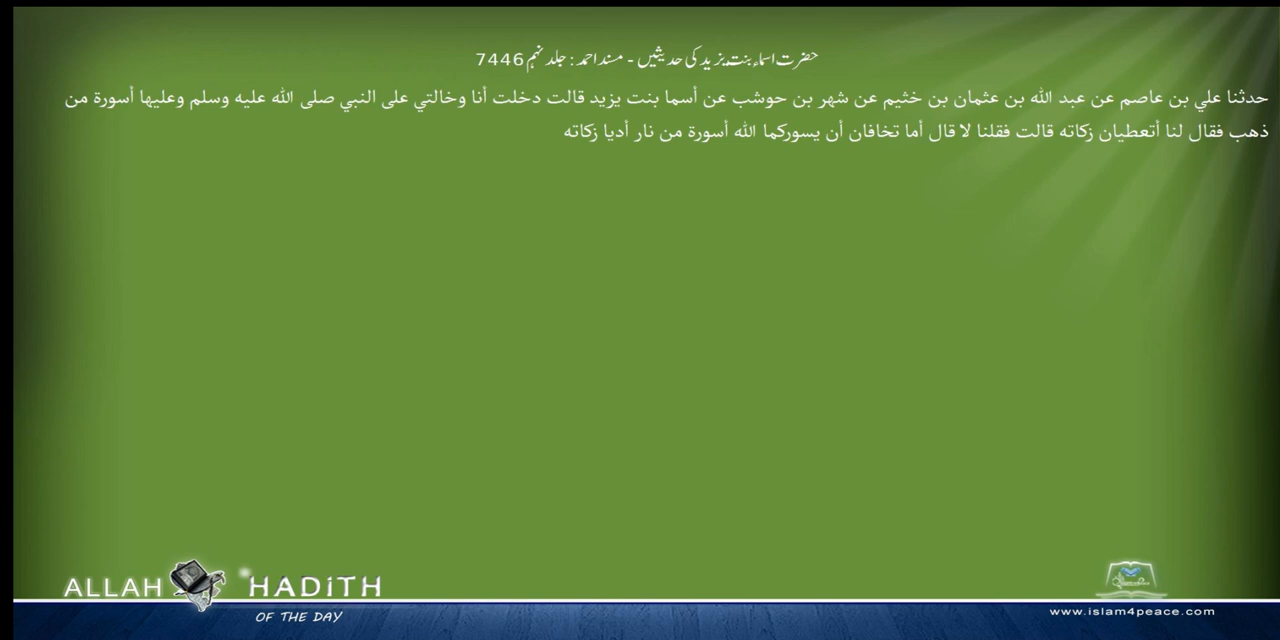 حضرت اسماء بنت یزید کی حدیثیں - مسند احمد : جلد نہم 7446
حدثنا علي بن عاصم عن عبد الله بن عثمان بن خثيم عن شهر بن حوشب عن أسما بنت يزيد قالت دخلت أنا وخالتي على النبي صلى الله عليه وسلم وعليها أسورة من
ذهب فقال لنا أتعطيان زكاته قالت فقلنا لا قال أما تخافان أن يسوركما الله أسورة من نار أديا زكاته
ALLAH HADITH
OF THE DAY
www.islam4peace.com